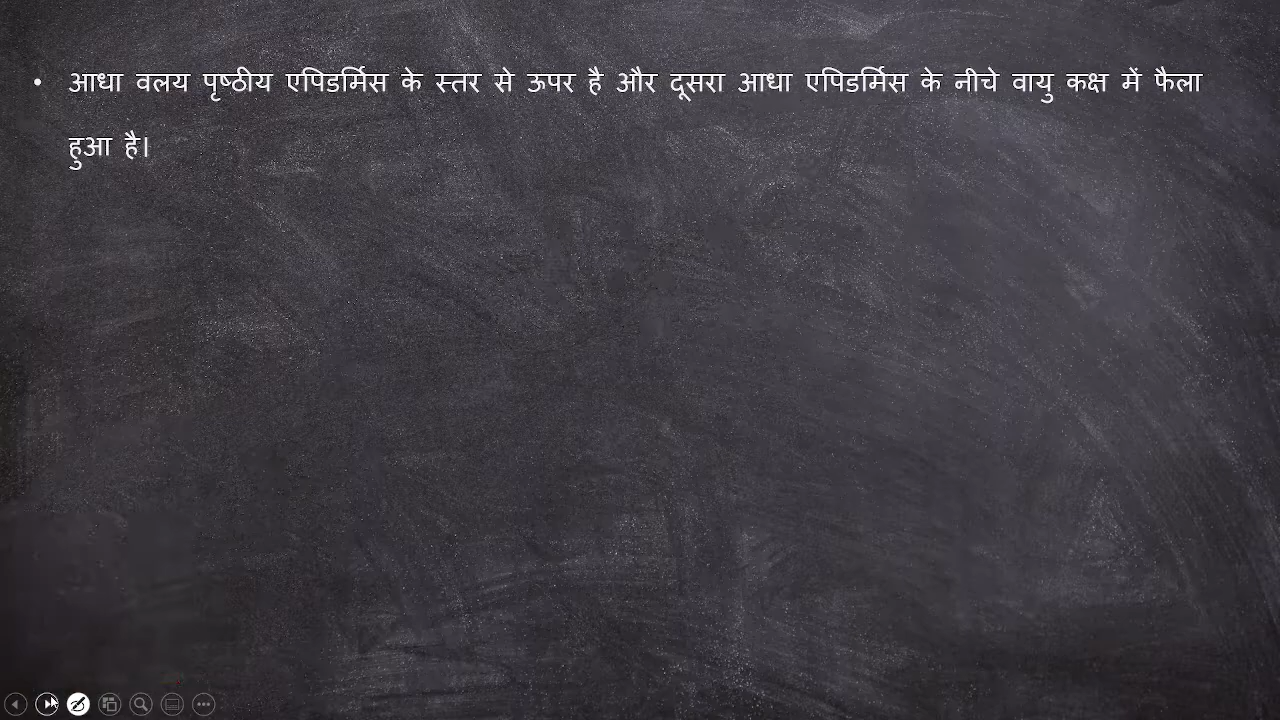 • आधा वलय पृष्ठीय एपिडर्मिस के स्तर से ऊपर है और दूसरा आधा एपिडर्मिस के नीचे वायु कक्ष में फैला
हुआ है।